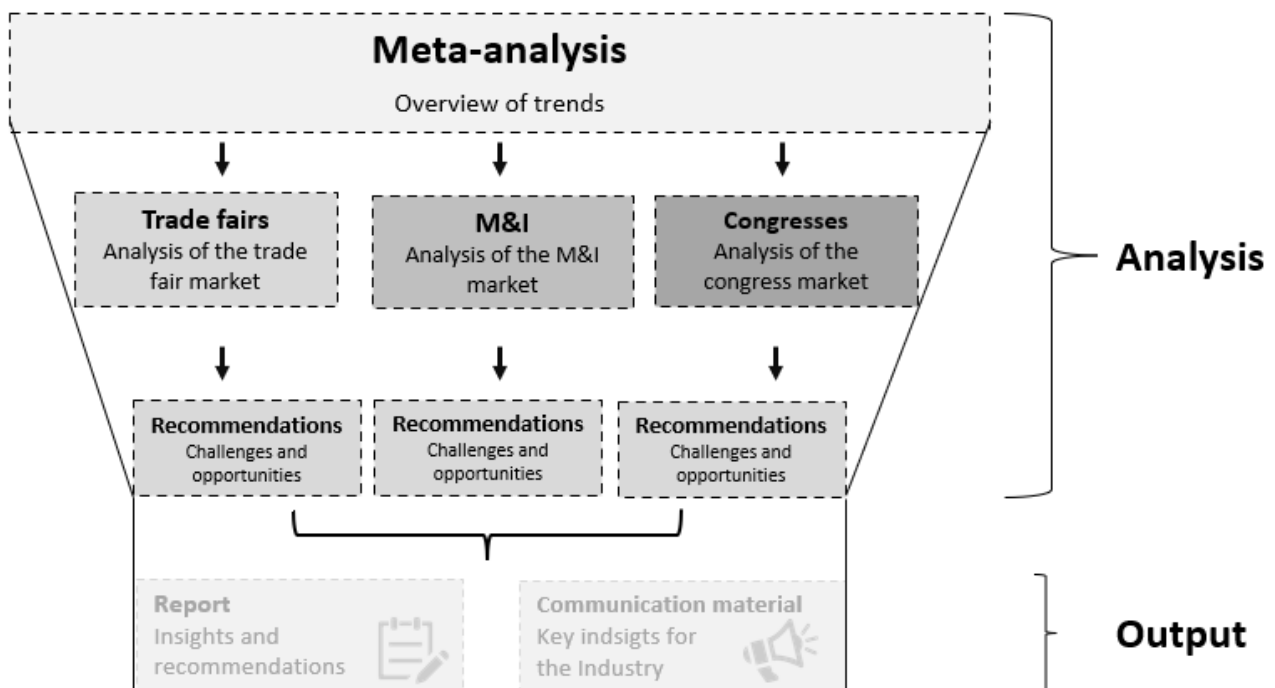 Meta-analysis
Overview of trends
Trade fairs
Analysis of the trade
fair market
M&I
Analysis of the M&I
market
Congresses
Analysis of the
congress market
Analysis
Recommendations
Challenges and
opportunities
Recommendations
Challenges and
opportunities
Recommendations
Challenges and
opportunities
Report
Insights and
recommendations
Communication material
Key indsigts for
the Industry
Output